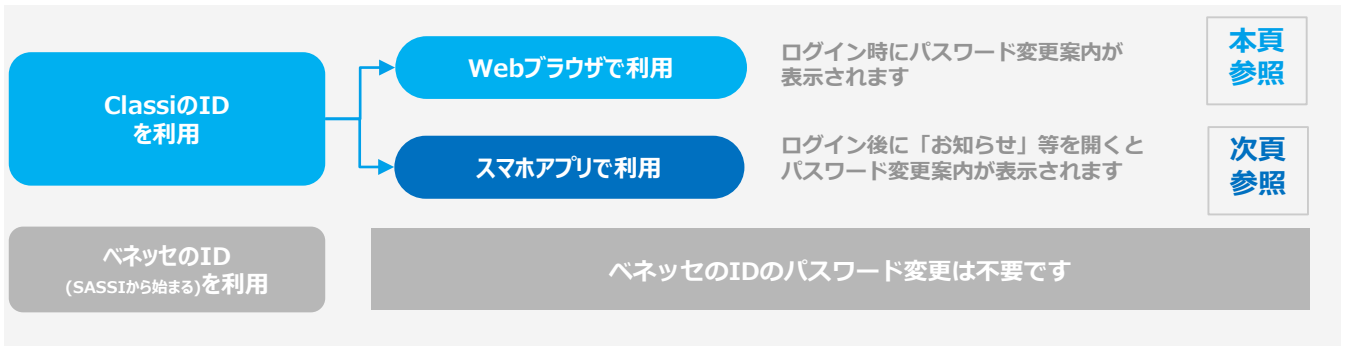 ClassiのID
を利用
Webブラウザで利用
ログイン時にパスワード変更案内が
表示されます
本頁
参照
スマホアプリで利用
ログイン後に「お知らせ」等を開くと
パスワード変更案内が表示されます
次頁
参照
ベネッセのID
(SASSIから始まる)を利用
ベネッセのIDのパスワード変更は不要です